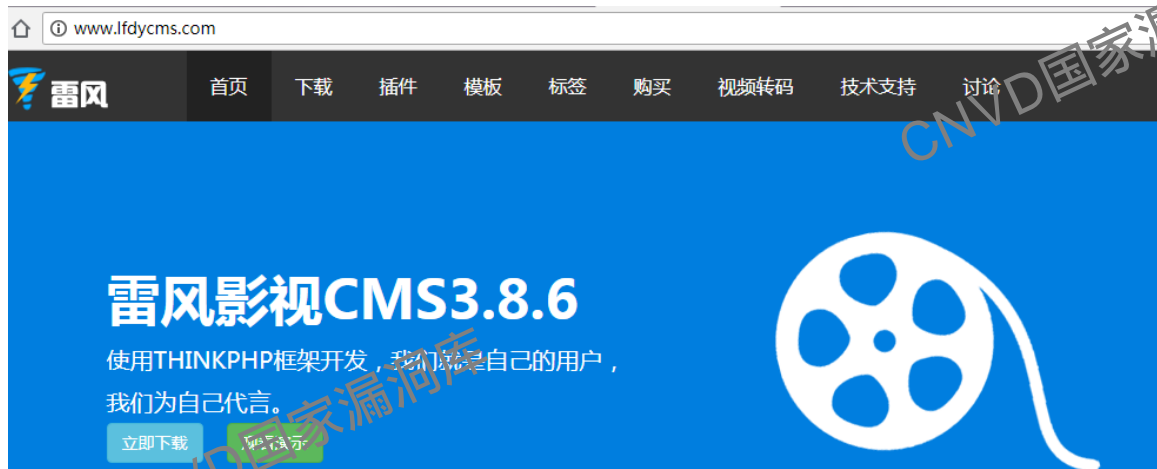 www.lfdycms.com
雷风
首页 下载 插件 模板 标签 购买 视频转码 技术支持 讨论
CNVD国家漏
雷风影视CMS3.8.6
使用THINKPHP框架开发，我们就是自己的用户，
我们为自己代言。
立即下载
VD国家漏洞库